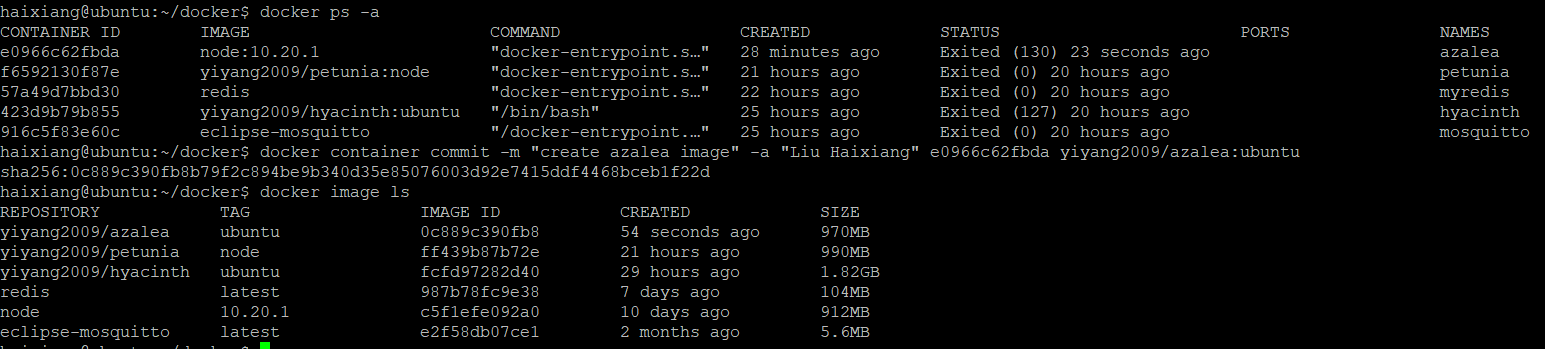 haixiang@ubuntu:~/docker$ docker ps -a
CONTAINER ID        IMAGE                        COMMAND                  CREATED             STATUS                        PORTS               NAMES
e0966c62fbda        node:10.20.1                 "docker-entrypoint.s…"   28 minutes ago      Exited (130) 23 seconds ago                       azalea
f6592130f87e        yiyang2009/petunia:node      "docker-entrypoint.s…"   21 hours ago        Exited (0) 20 hours ago                           petunia
57a49d7bbd30        redis                        "docker-entrypoint.s…"   22 hours ago        Exited (0) 20 hours ago                           myredis
423d9b79b855        yiyang2009/hyacinth:ubuntu   "/bin/bash"              25 hours ago        Exited (127) 20 hours ago                         hyacinth
916c5f83e60c        eclipse-mosquitto            "/docker-entrypoint.…"   25 hours ago        Exited (0) 20 hours ago                           mosquitto
haixiang@ubuntu:~/docker$ docker container commit -m "create azalea image" -a "Liu Haixiang" e0966c62fbda yiyang2009/azalea:ubuntu
sha256:0c889c390fb8b79f2c894be9b340d35e85076003d92e7415ddf4468bceb1f22d
haixiang@ubuntu:~/docker$ docker image ls
REPOSITORY            TAG                 IMAGE ID            CREATED             SIZE
yiyang2009/azalea     ubuntu              0c889c390fb8        54 seconds ago      970MB
yiyang2009/petunia    node                ff439b87b72e        21 hours ago        990MB
yiyang2009/hyacinth   ubuntu              fcfd97282d40        29 hours ago        1.82GB
redis                 latest              987b78fc9e38        7 days ago          104MB
node                  10.20.1             c5f1efe092a0        10 days ago         912MB
eclipse-mosquitto     latest              e2f58db07ce1        2 months ago        5.6MB
haixiang@ubuntu:~/docker$